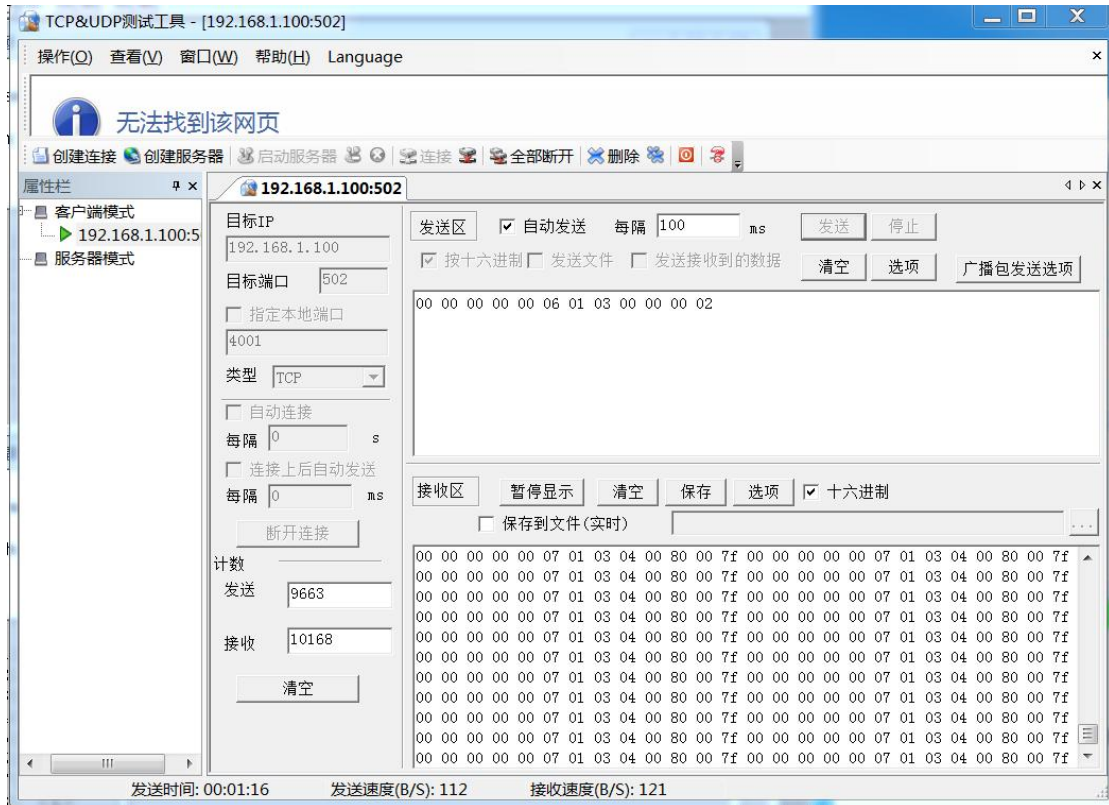 TCP&UDP测试工具 - [192.168.1.100:502]
操作(O) 查看(V) 窗口(W) 帮助(H) Language
无法找到该网页
创建连接 创建服务器 启动服务器 连接 全部断开 删除
属性栏
客户端模式
192.168.1.100:5
服务器模式
192.168.1.100:502
目标IP
192.168.1.100
目标端口 502
指定本地端口
4001
类型 TCP
自动连接
每隔 0 s
连接上后自动发送
每隔 0 ms
断开连接
计数
发送 9663
接收 10168
清空
发送区 自动发送 每隔 100 ms 发送 停止
按十六进制 发送文件 发送接收到的数据 清空 选项 广播包发送选项
00 00 00 00 00 06 01 03 00 00 00 02
接收区 暂停显示 清空 保存 选项 十六进制
保存到文件(实时) ...
00 00 00 00 00 07 01 03 04 00 80 00 7f 00 00 00 00 00 07 01 03 04 00 80 00 7f
00 00 00 00 00 07 01 03 04 00 80 00 7f 00 00 00 00 00 07 01 03 04 00 80 00 7f
00 00 00 00 00 07 01 03 04 00 80 00 7f 00 00 00 00 00 07 01 03 04 00 80 00 7f
00 00 00 00 00 07 01 03 04 00 80 00 7f 00 00 00 00 00 07 01 03 04 00 80 00 7f
00 00 00 00 00 07 01 03 04 00 80 00 7f 00 00 00 00 00 07 01 03 04 00 80 00 7f
00 00 00 00 00 07 01 03 04 00 80 00 7f 00 00 00 00 00 07 01 03 04 00 80 00 7f
00 00 00 00 00 07 01 03 04 00 80 00 7f 00 00 00 00 00 07 01 03 04 00 80 00 7f
00 00 00 00 00 07 01 03 04 00 80 00 7f 00 00 00 00 00 07 01 03 04 00 80 00 7f
00 00 00 00 00 07 01 03 04 00 80 00 7f 00 00 00 00 00 07 01 03 04 00 80 00 7f
00 00 00 00 00 07 01 03 04 00 80 00 7f 00 00 00 00 00 07 01 03 04 00 80 00 7f
00 00 00 00 00 07 01 03 04 00 80 00 7f 00 00 00 00 00 07 01 03 04 00 80 00 7f
发送时间: 00:01:16 发送速度(B/S): 112 接收速度(B/S): 121